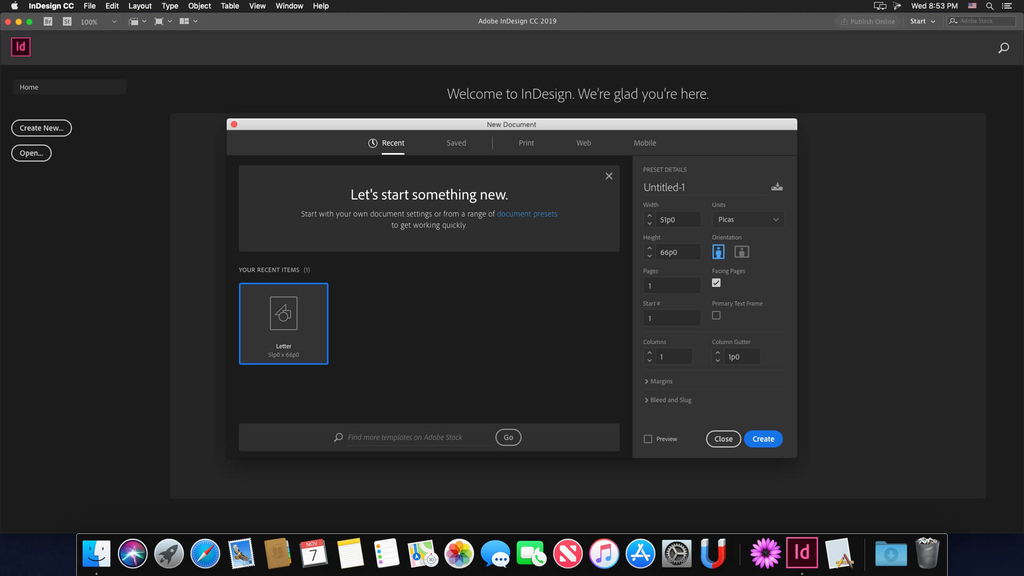 InDesign CC File Edit Layout Type Object Table View Window Help Wed 8:53 PM
Br St 100% Adobe InDesign CC 2019 Publish Online Start Adobe Stock
Id
Home
Welcome to InDesign. We're glad you're here.
Create New...
Open...
New Document
Recent Saved Print Web Mobile
Let's start something new.
Start with your own document settings or from a range of document presets
to get working quickly
YOUR RECENT ITEMS (1)
Letter
51p0 x 66p0
Find more templates on Adobe Stock Go
PRESET DETAILS
Untitled-1
Width Units
51p0 Picas
Height Orientation
66p0
Pages Facing Pages
1
Start # Primary Text Frame
1
Columns Column Gutter
1 1p0
Margins
Bleed and Slug
Preview Close Create
NOV
7
Id